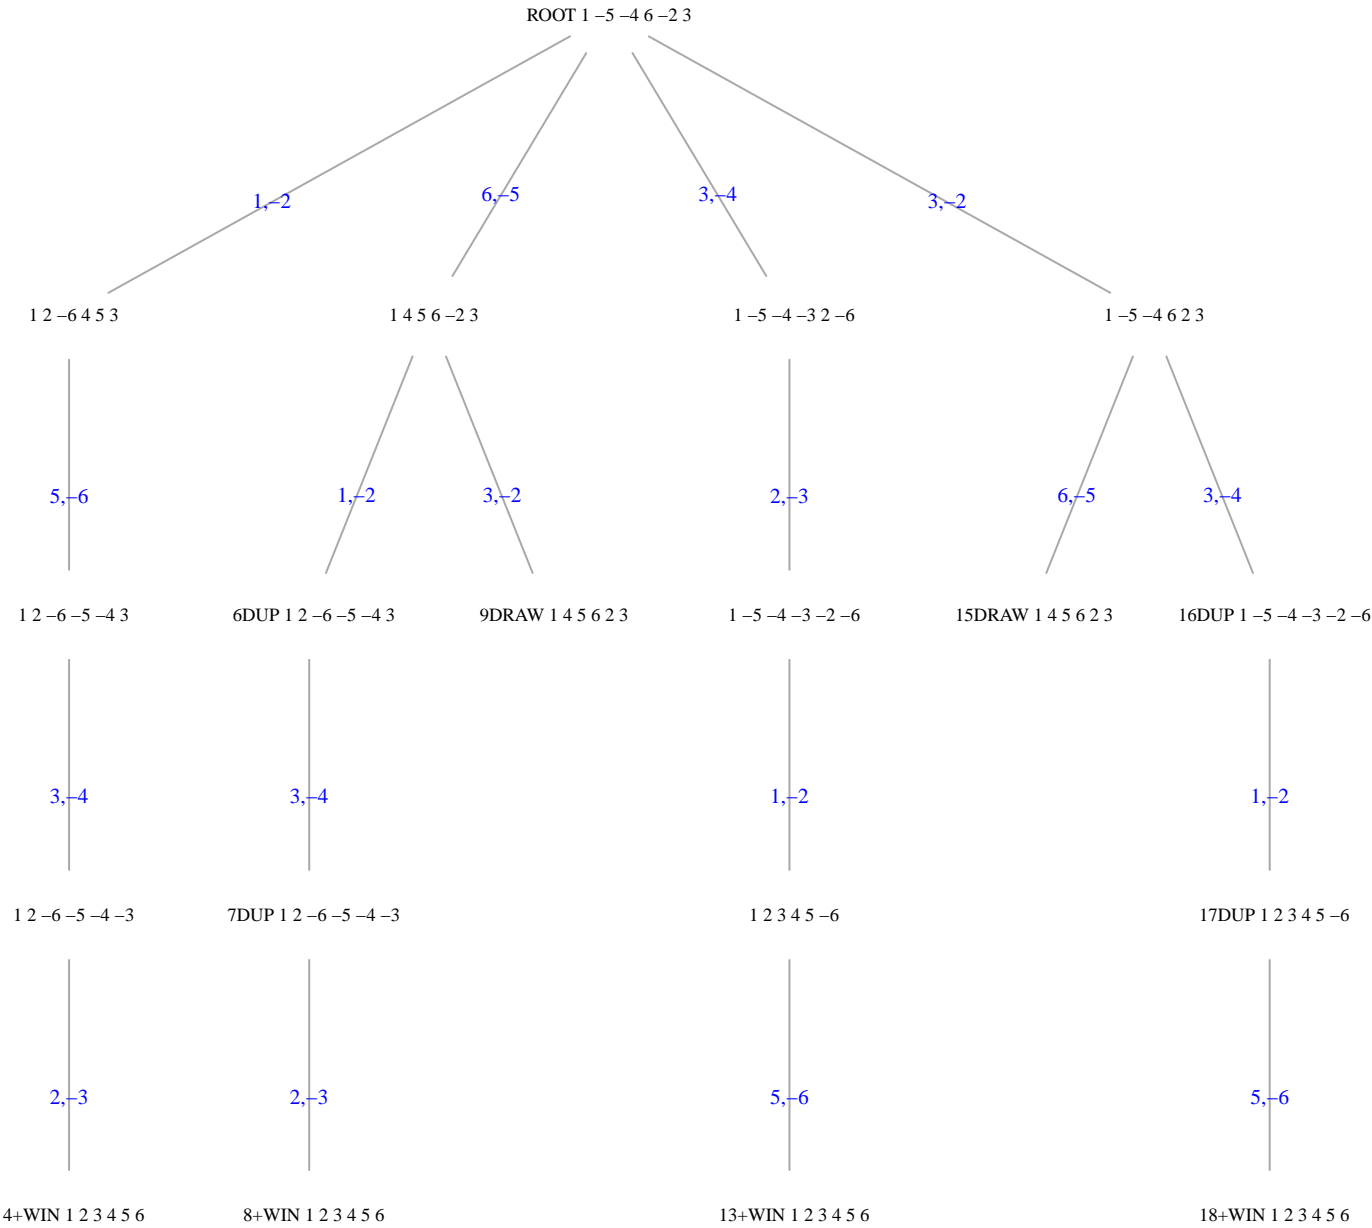 ROOT 1 –5 –4 6 –2 3
1,–2
6,–5
3,–4
3,–2
1 2 –6 4 5 3
1 4 5 6 –2 3
1 –5 –4 –3 2 –6
1 –5 –4 6 2 3
5,–6
1,–2
3,–2
2,–3
6,–5
3,–4
1 2 –6 –5 –4 3
6DUP 1 2 –6 –5 –4 3
9DRAW 1 4 5 6 2 3
1 –5 –4 –3 –2 –6
15DRAW 1 4 5 6 2 3
16DUP 1 –5 –4 –3 –2 –6
3,–4
3,–4
1,–2
1,–2
1 2 –6 –5 –4 –3
7DUP 1 2 –6 –5 –4 –3
1 2 3 4 5 –6
17DUP 1 2 3 4 5 –6
2,–3
2,–3
5,–6
5,–6
4+WIN 1 2 3 4 5 6
8+WIN 1 2 3 4 5 6
13+WIN 1 2 3 4 5 6
18+WIN 1 2 3 4 5 6